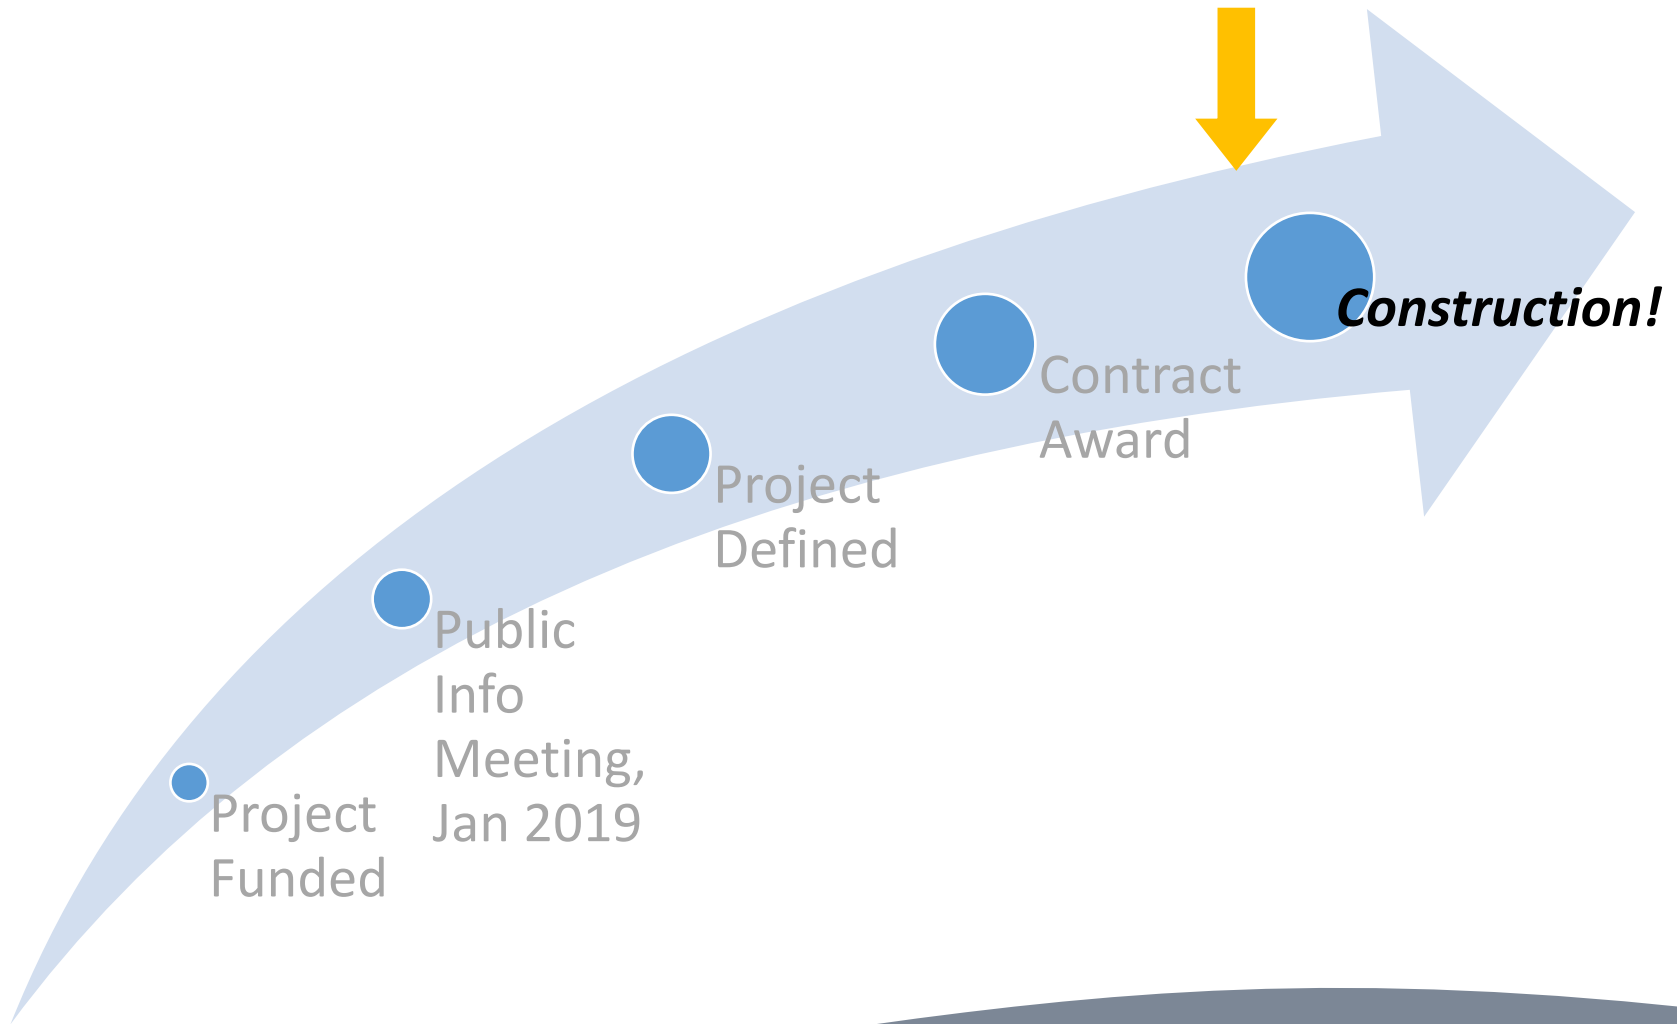 Project
Funded
Public
Info
Meeting,
Jan 2019
Project
Defined
Contract
Award
Construction!